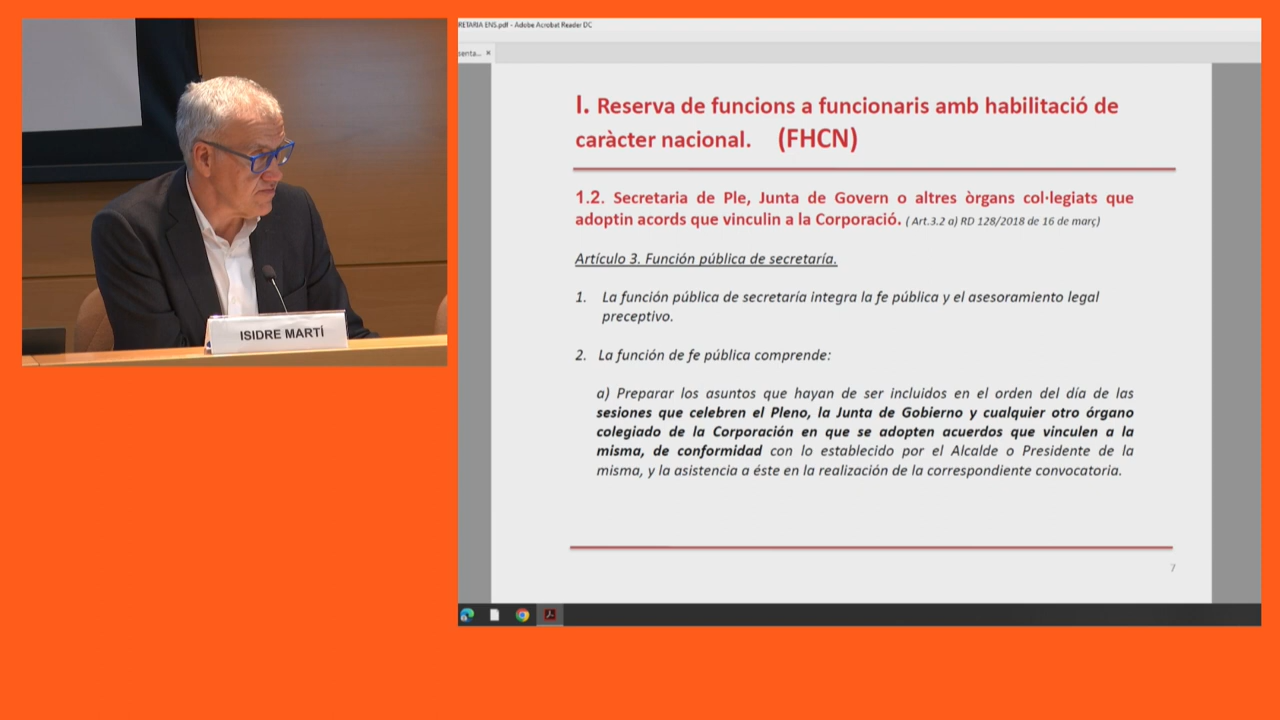 ISIDRE MARTÍ
RETARIA ENS.pdf - Adobe Acrobat Reader DC
senta... ×
I. Reserva de funcions a funcionaris amb habilitació de
caràcter nacional. (FHCN)
1.2. Secretaria de Ple, Junta de Govern o altres òrgans col·legiats que
adoptin acords que vinculin a la Corporació. ( Art.3.2 a) RD 128/2018 de 16 de març)
Artículo 3. Función pública de secretaría.
1. La función pública de secretaría integra la fe pública y el asesoramiento legal
preceptivo.
2. La función de fe pública comprende:
a) Preparar los asuntos que hayan de ser incluidos en el orden del día de las
sesiones que celebren el Pleno, la Junta de Gobierno y cualquier otro órgano
colegiado de la Corporación en que se adopten acuerdos que vinculen a la
misma, de conformidad con lo establecido por el Alcalde o Presidente de la
misma, y la asistencia a éste en la realización de la correspondiente convocatoria.
7